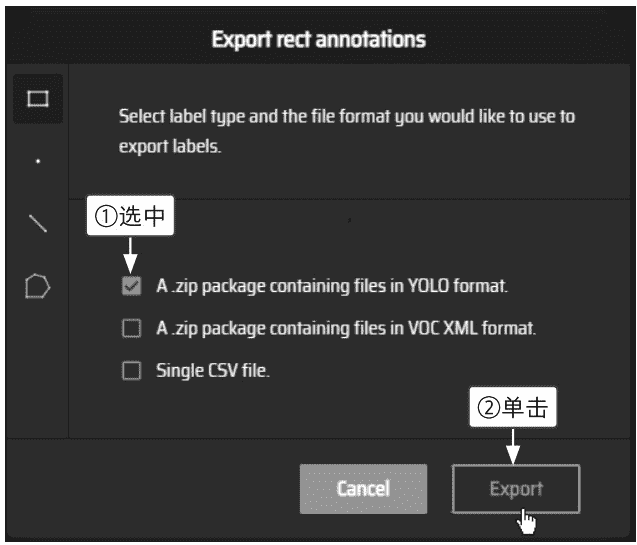 Export rect annotations
Select label type and the file format you would like to use to
export labels.
①选中
A .zip package containing files in YOLO format.
A .zip package containing files in VOC XML format.
Single CSV file.
②单击
Cancel
Export